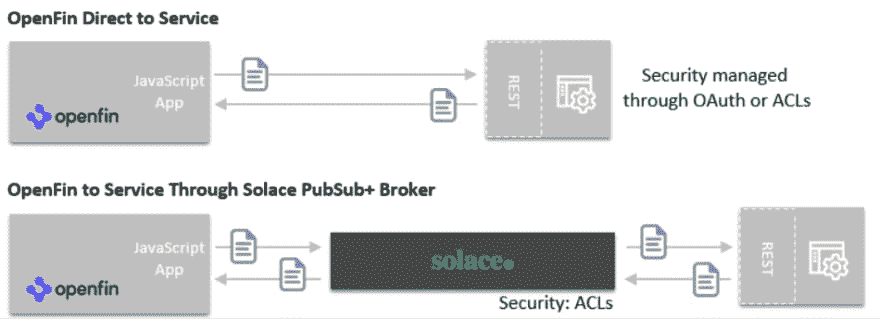 OpenFin Direct to Service
JavaScript
App
openfin
REST
Security managed
through OAuth or ACLs
OpenFin to Service Through Solace PubSub+ Broker
JavaScript
App
openfin
solace.
Security: ACLs
REST